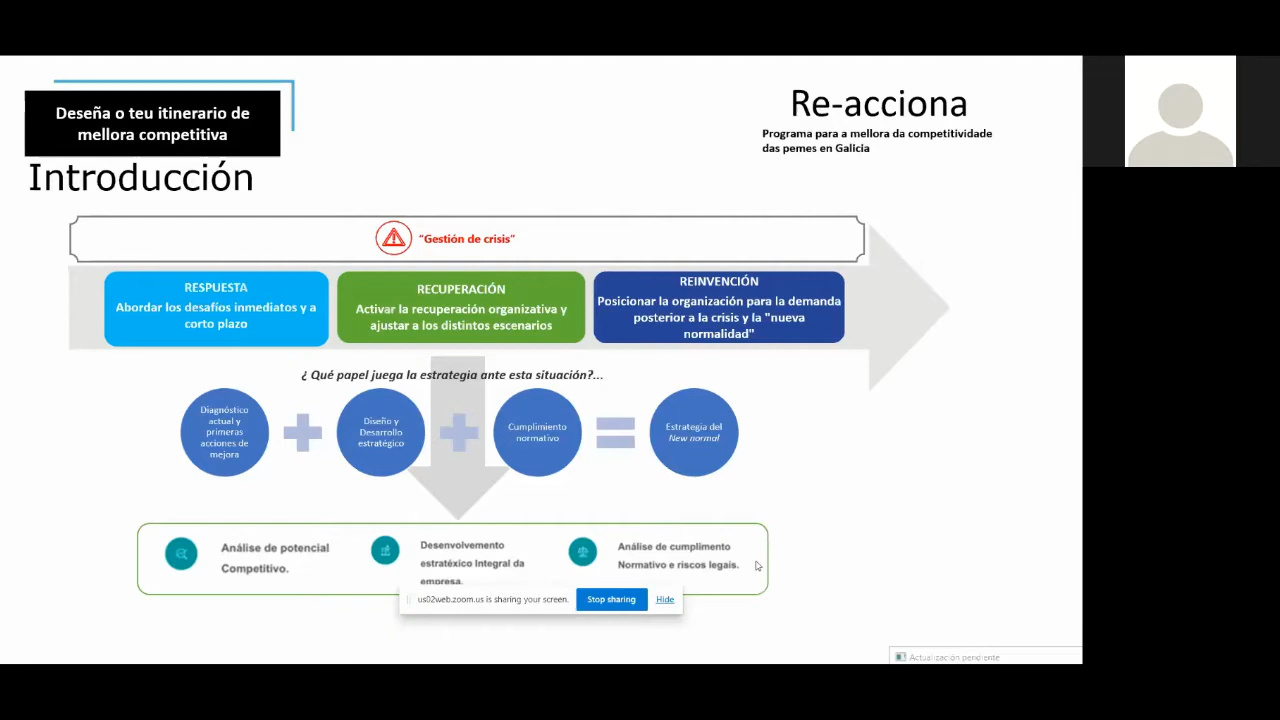 Deseña o teu itinerario de
mellora competitiva
Re-acciona
Programa para a mellora da competitividade
das pemes en Galicia
Introducción
"Gestión de crisis"
RESPUESTA
Abordar los desafíos inmediatos y a
corto plazo
RECUPERACIÓN
Activar la recuperación organizativa y
ajustar a los distintos escenarios
REINVENCIÓN
Posicionar la organización para la demanda
posterior a la crisis y la "nueva
normalidad"
¿ Qué papel juega la estrategia ante esta situación?...
Diagnóstico
actual y
primeras
acciones de
mejora
Diseño y
Desarrollo
estratégico
Cumplimiento
normativo
Estrategia del
New normal
Análise de potencial
Competitivo.
Desenvolvemento
estratéxico Integral da
empresa.
Análise de cumplimento
Normativo e riscos legais.
us02web.zoom.us is sharing your screen.
Stop sharing
Hide
Actualización pendiente